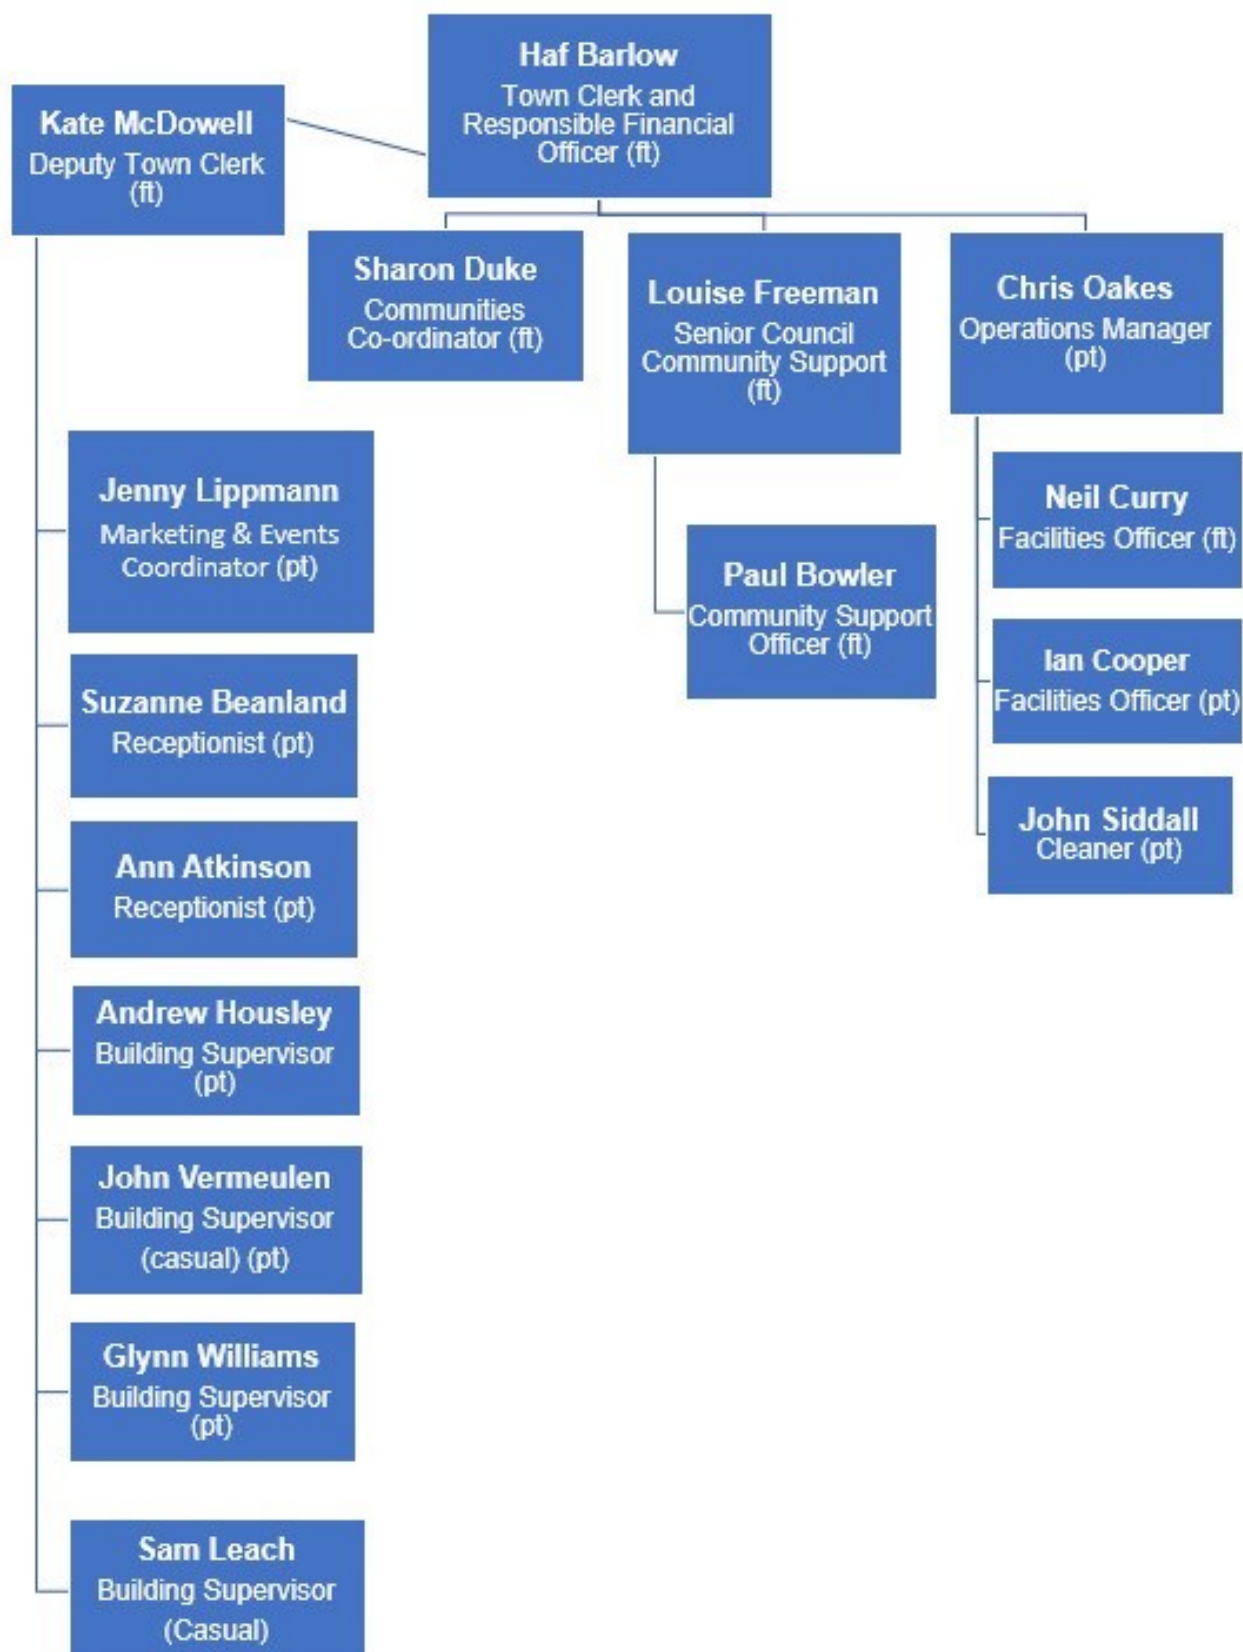 Haf Barlow
Town Clerk and
Responsible Financial
Officer (ft)
Kate McDowell
Deputy Town Clerk
(ft)
Sharon Duke
Communities
Co-ordinator (ft)
Louise Freeman
Senior Council
Community Support
(ft)
Chris Oakes
Operations Manager
(pt)
Jenny Lippmann
Marketing & Events
Coordinator (pt)
Neil Curry
Facilities Officer (ft)
Paul Bowler
Community Support
Officer (ft)
Ian Cooper
Facilities Officer (pt)
Suzanne Beanland
Receptionist (pt)
John Siddall
Cleaner (pt)
Ann Atkinson
Receptionist (pt)
Andrew Housley
Building Supervisor
(pt)
John Vermeulen
Building Supervisor
(casual) (pt)
Glynn Williams
Building Supervisor
(pt)
Sam Leach
Building Supervisor
(Casual)